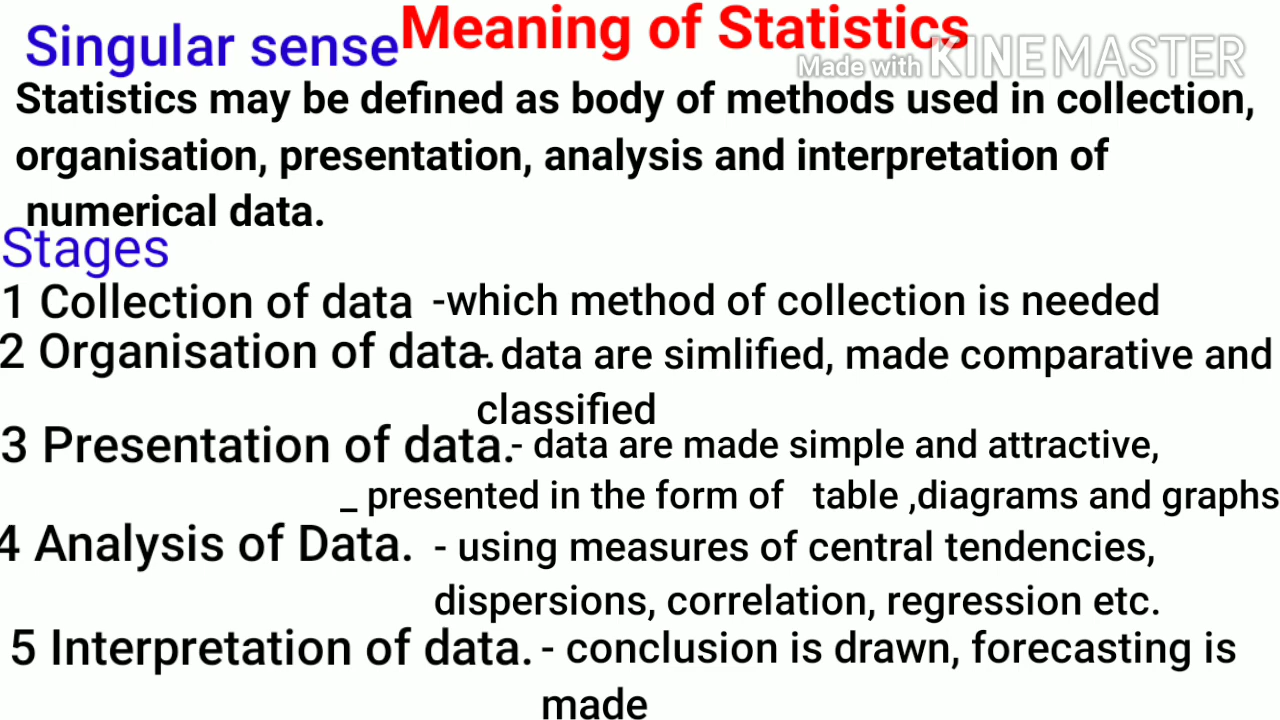 Meaning of Statistics
Singular sense
Made with KINEMASTER
Statistics may be defined as body of methods used in collection,
organisation, presentation, analysis and interpretation of
numerical data.
Stages
1 Collection of data -which method of collection is needed
2 Organisation of data.- data are simlified, made comparative and
classified
3 Presentation of data.- data are made simple and attractive,
_ presented in the form of table ,diagrams and graphs
4 Analysis of Data. - using measures of central tendencies,
dispersions, correlation, regression etc.
5 Interpretation of data. - conclusion is drawn, forecasting is
made